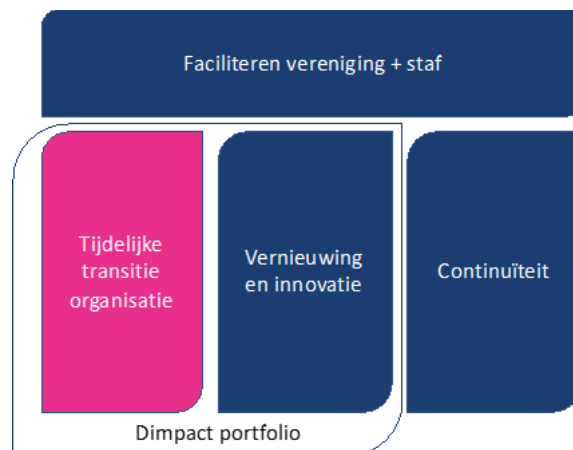 Faciliteren vereniging + staf
Tijdelijke
transitie
organisatie
Vernieuwing
en innovatie
Continuïteit
Dimpact portfolio